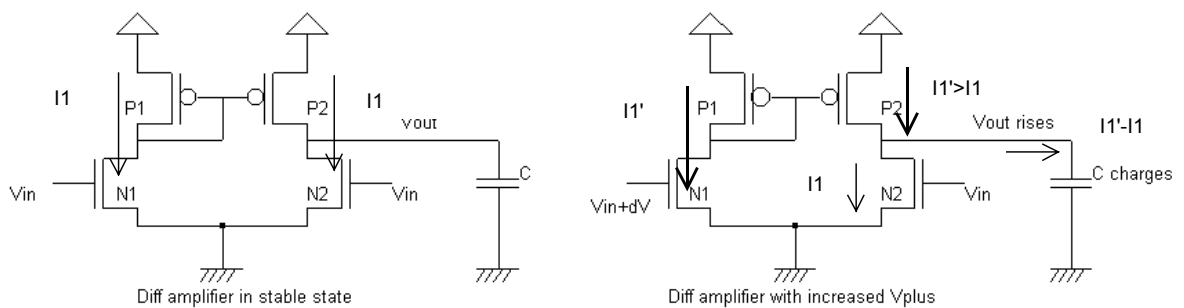 I1
P1
P2
I1
Vout
Vin
N1
N2
Vin
C
Diff amplifier in stable state
I1'
P1
P2
I1'>I1
Vout rises
I1'-I1
Vin+dV
N1
I1
N2
Vin
C charges
Diff amplifier with increased Vplus